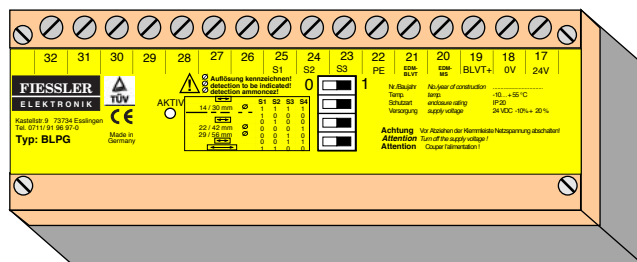 32 31 30 29 28 27 26 25 24 23 22 21 20 19 18 17
S1 S2 S3 PE EDM-BLVT EDM-MS BLVT+ 0V 24V
FIESSLER
ELEKTRONIK
Kastellstr.9 73734 Esslingen
Tel. 0711/ 91 96 97-0
Typ: BLPG
TÜV
CE
Made in
Germany
AKTIV
Auflösung kennzeichnen!
detection to be indicated!
detection ammoncez!
0 1
S1 S2 S3 S4
14 / 30 mm ø 1 1 1 1
1 0 0 0
0 1 0 0
22 / 42 mm ø 0 0 1 0
29 / 56 mm ø 0 0 0 1
0 0 1 1
1 1 0 0
Nr./Baujahr No./year of construction
Temp. temp. -10...+55 °C
Schutzart enclosure rating IP20
Versorgung supply voltage 24 VDC -10%+ 20 %
Achtung Vor Abziehen der Klemmleiste Netzspannung abschalten!
Attention Turn off the supply voltage !
Attention Couper l'alimentation !